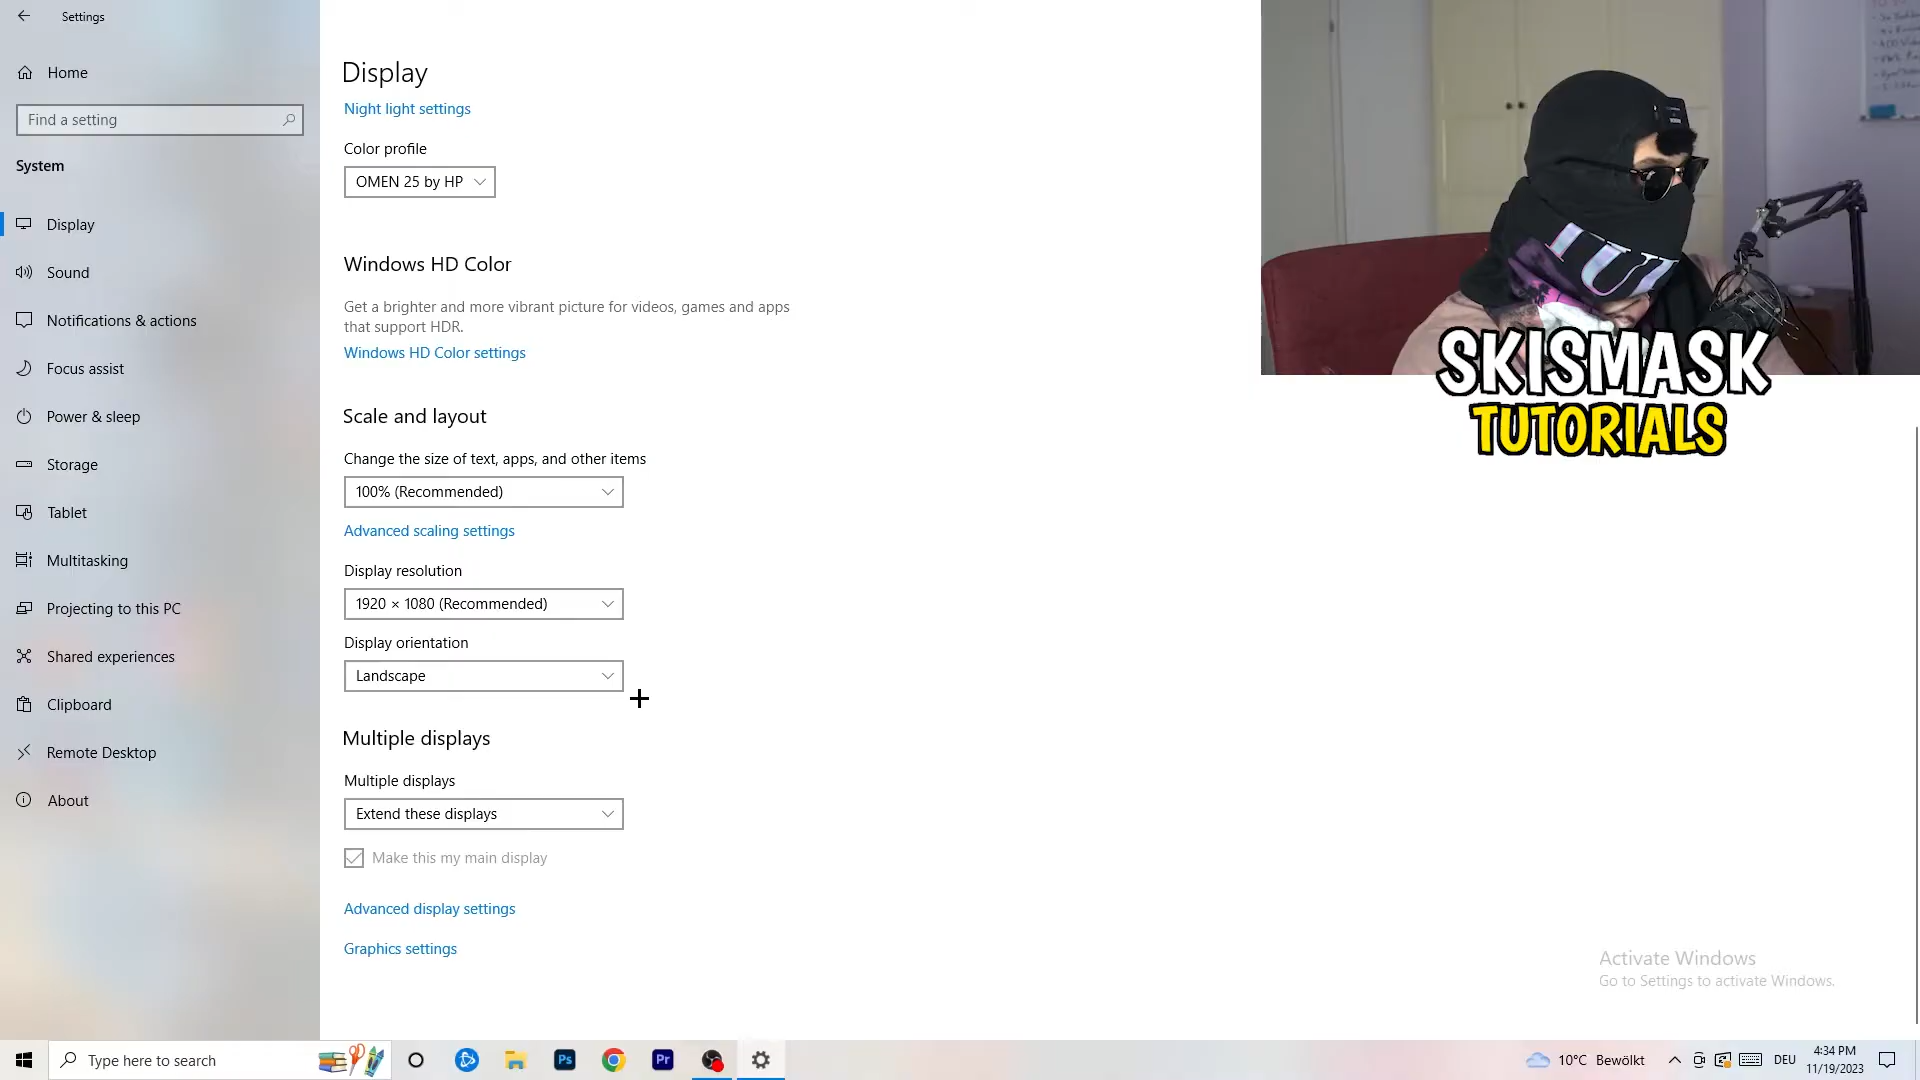 Settings
Home
Find a setting
System
Display
Sound
Notifications & actions
Focus assist
Power & sleep
Storage
Tablet
Multitasking
Projecting to this PC
Shared experiences
Clipboard
Remote Desktop
About
Display
Night light settings
Color profile
OMEN 25 by HP
Windows HD Color
Get a brighter and more vibrant picture for videos, games and apps
that support HDR.
Windows HD Color settings
Scale and layout
Change the size of text, apps, and other items
100% (Recommended)
Advanced scaling settings
Display resolution
1920 × 1080 (Recommended)
Display orientation
Landscape
Multiple displays
Multiple displays
Extend these displays
Make this my main display
Advanced display settings
Graphics settings
SKISMASK
TUTORIALS
Activate Windows
Go to Settings to activate Windows.
Type here to search
Ps
Pr
10°C Bewölkt
DEU
4:34 PM
11/19/2023